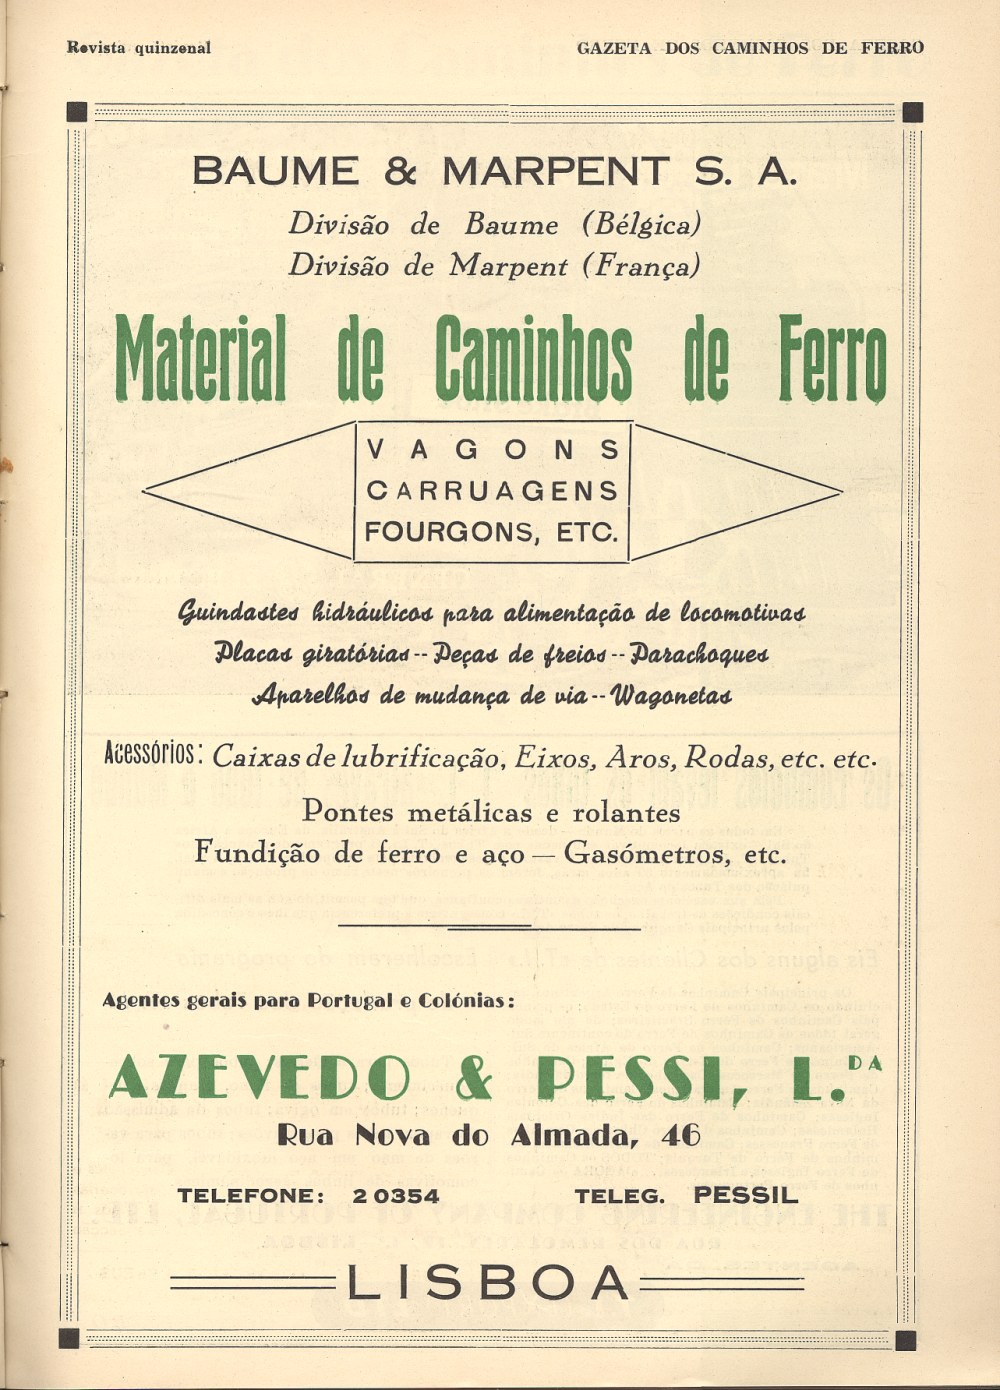 Revista quinzenal
GAZETA DOS CAMINHOS DE FERRO
BAUME & MARPENT S. A.
Divisão de Baume (Bélgica)
Divisão de Marpent (França)
Material de Caminhos de Ferro
VAGONS
CARRUAGENS
FOURGONS, ETC.
Guindastes hidráulicos para alimentação de locomotivas
Placas giratórias -- Peças de freios -- Parachoques
Aparelhos de mudança de via -- Wagonetas
Acessórios: Caixas de lubrificação, Eixos, Aros, Rodas, etc. etc.
Pontes metálicas e rolantes
Fundição de ferro e aço — Gasómetros, etc.
Agentes gerais para Portugal e Colónias:
AZEVEDO & PESSI, L.DA
Rua Nova do Almada, 46
TELEFONE: 20354
TELEG. PESSIL
LISBOA